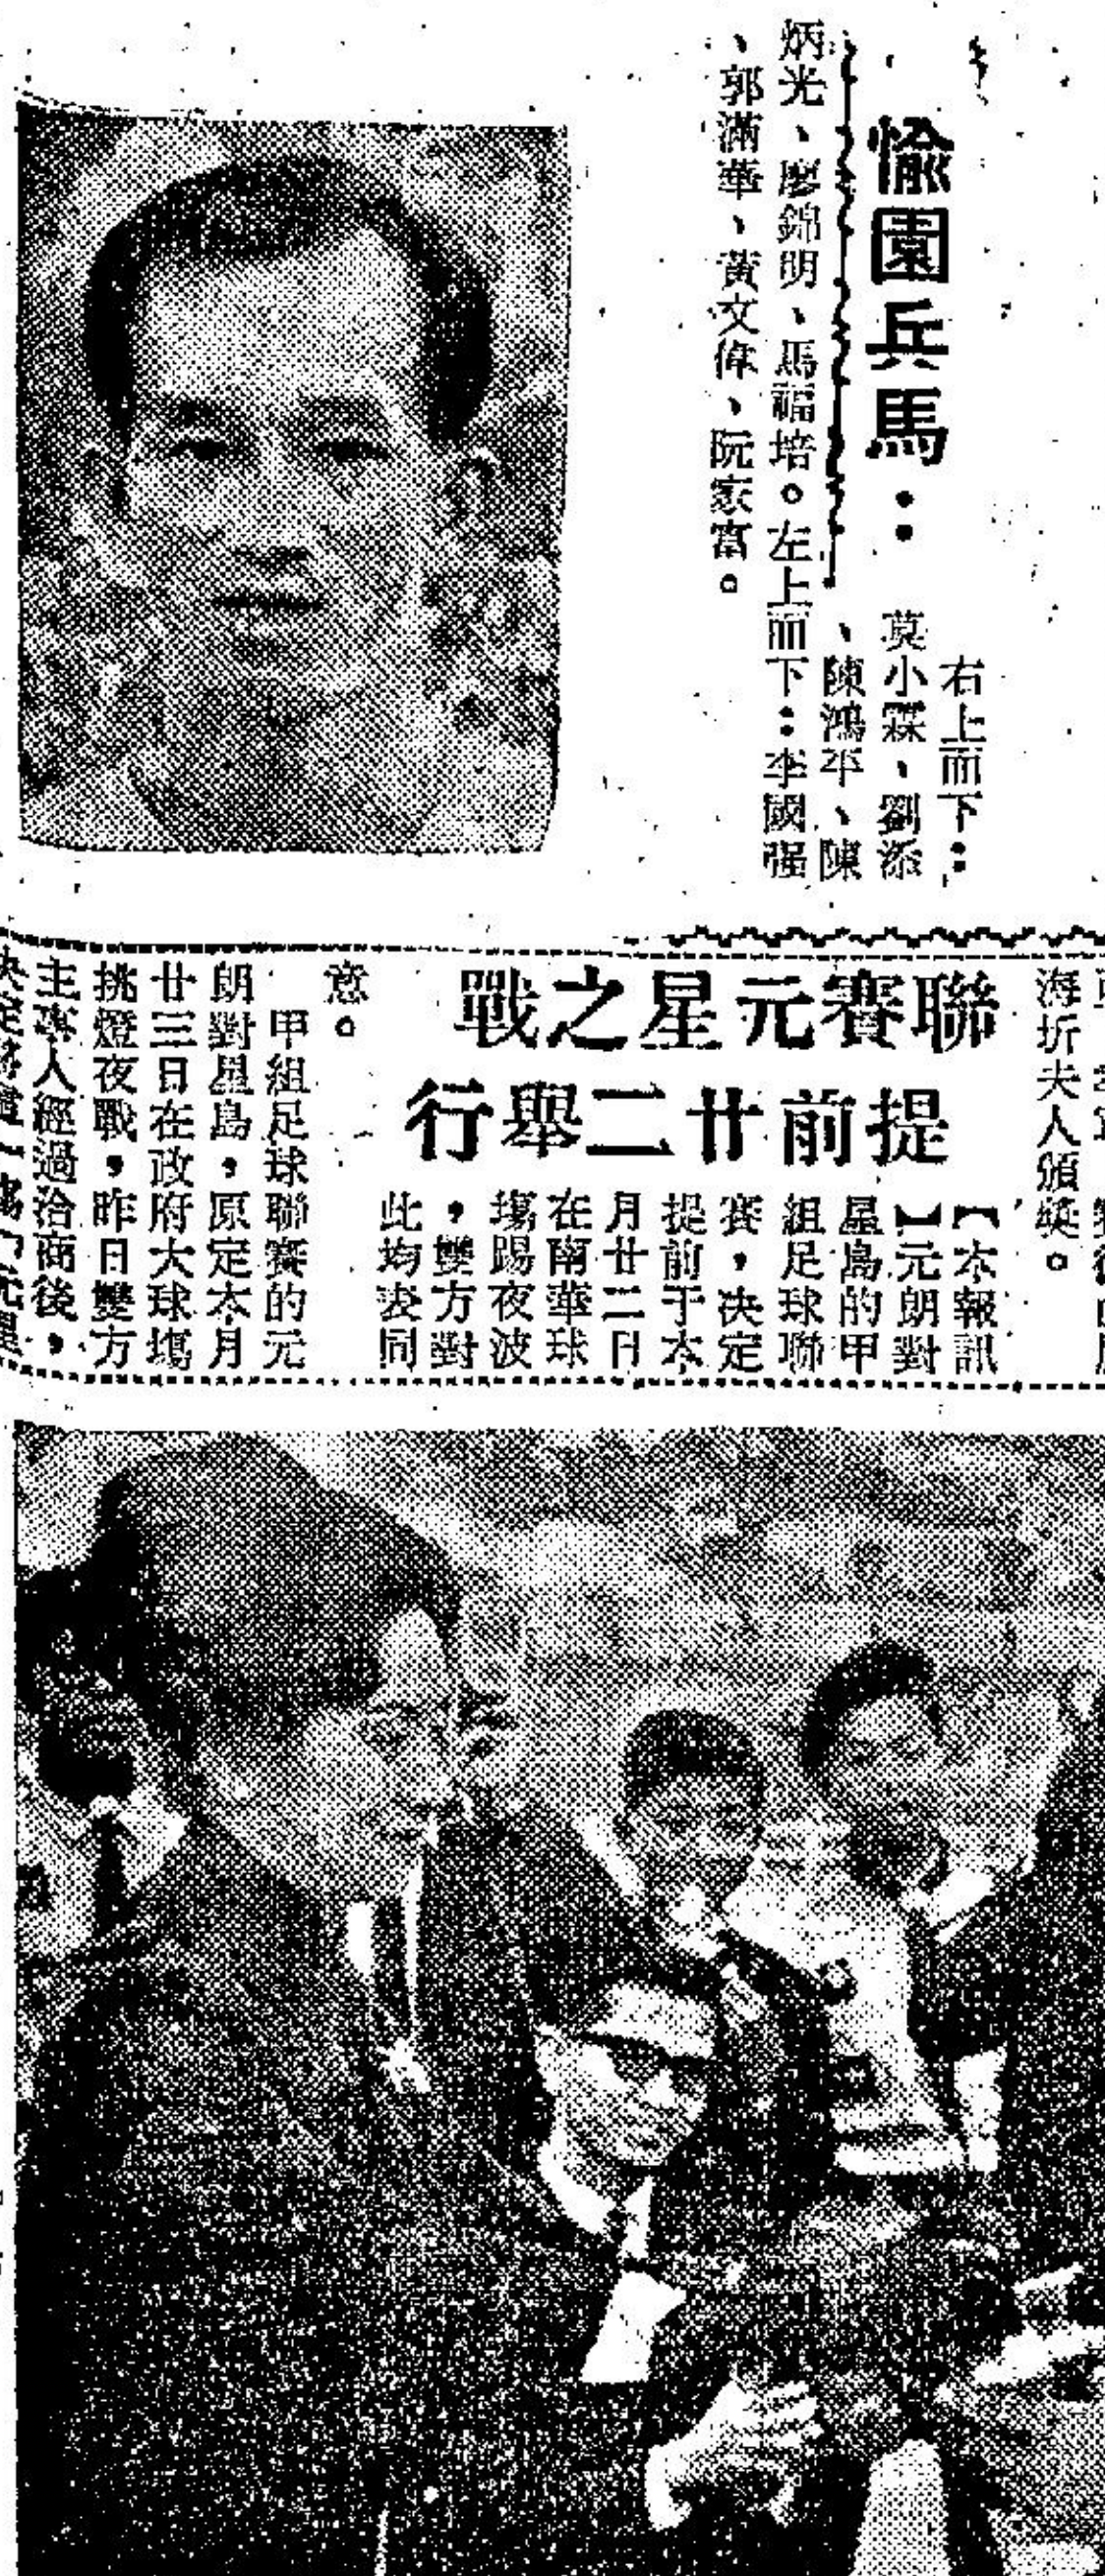 愉園兵馬：
右上而下：
莫小霖、劉添
、陳鴻平、陳
炳光、廖錦明、馬福培。左上而下：李國强
、郭滿華、黃文偉、阮家富。
海圻夫人頒獎。
聯賽元星之戰
提前廿二舉行
【本報訊
】元朗對
星島的甲
組足球聯
賽，決定
提前于本
月廿二日
在南華球
塲踢夜波
，雙方對
此均表同
意。
甲組足球聯賽的元
朗對星島，原定本月
廿三日在政府大球塲
挑燈夜戰，昨日雙方
主事人經過洽商後，